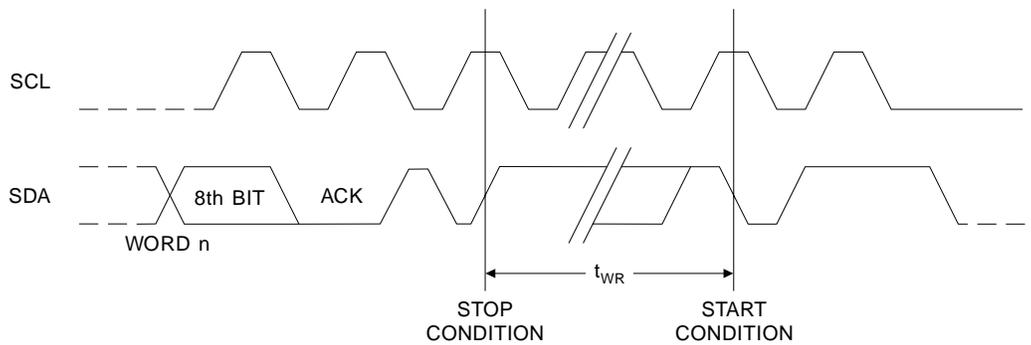 SCL
SDA
8th BIT
ACK
WORD n
tWR
STOP
CONDITION
START
CONDITION